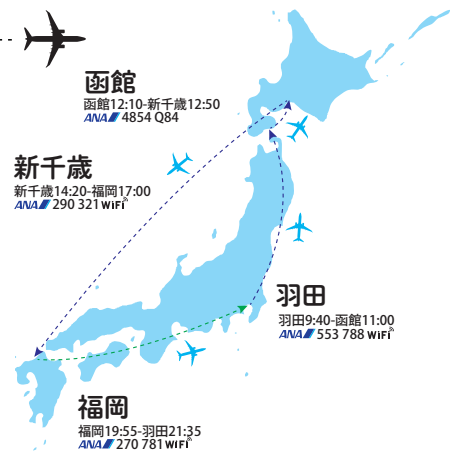 函館
函館12:10-新千歳12:50
ANA 4854 Q84
新千歳
新千歳14:20-福岡17:00
ANA 290 321 WiFi
羽田
羽田9:40-函館11:00
ANA 553 788 WiFi
福岡
福岡19:55-羽田21:35
ANA 270 781 WiFi